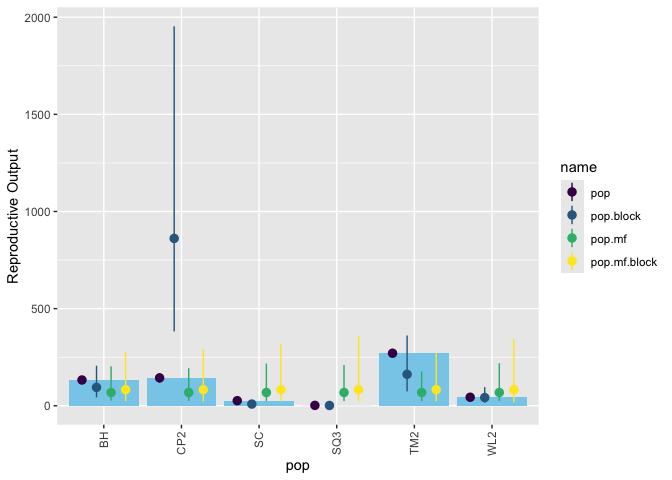 2000
1500
1000
500
0
Reproductive Output
BH
CP2
SC
SQ3
TM2
WL2
pop
name
pop
pop.block
pop.mf
pop.mf.block